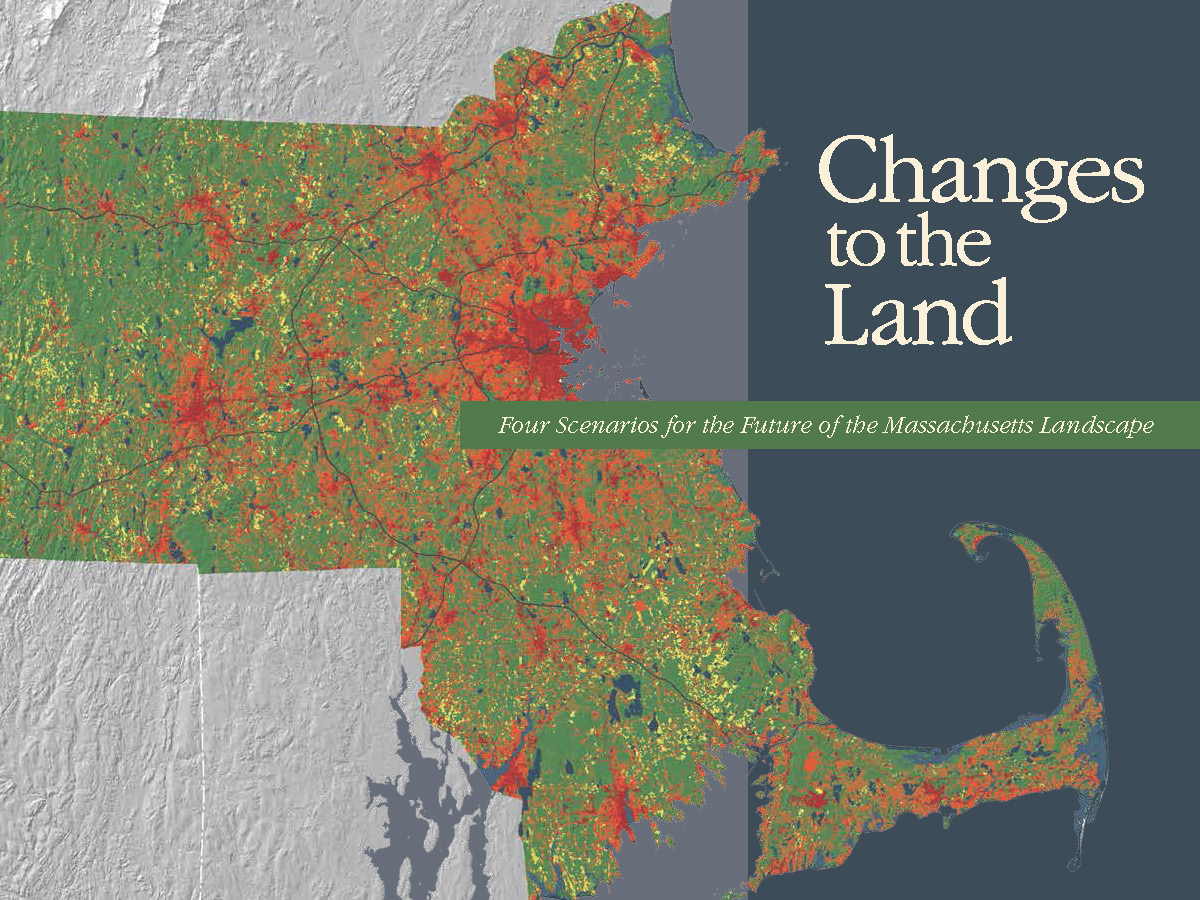 Changes
to the
Land
Four Scenarios for the Future of the Massachusetts Landscape